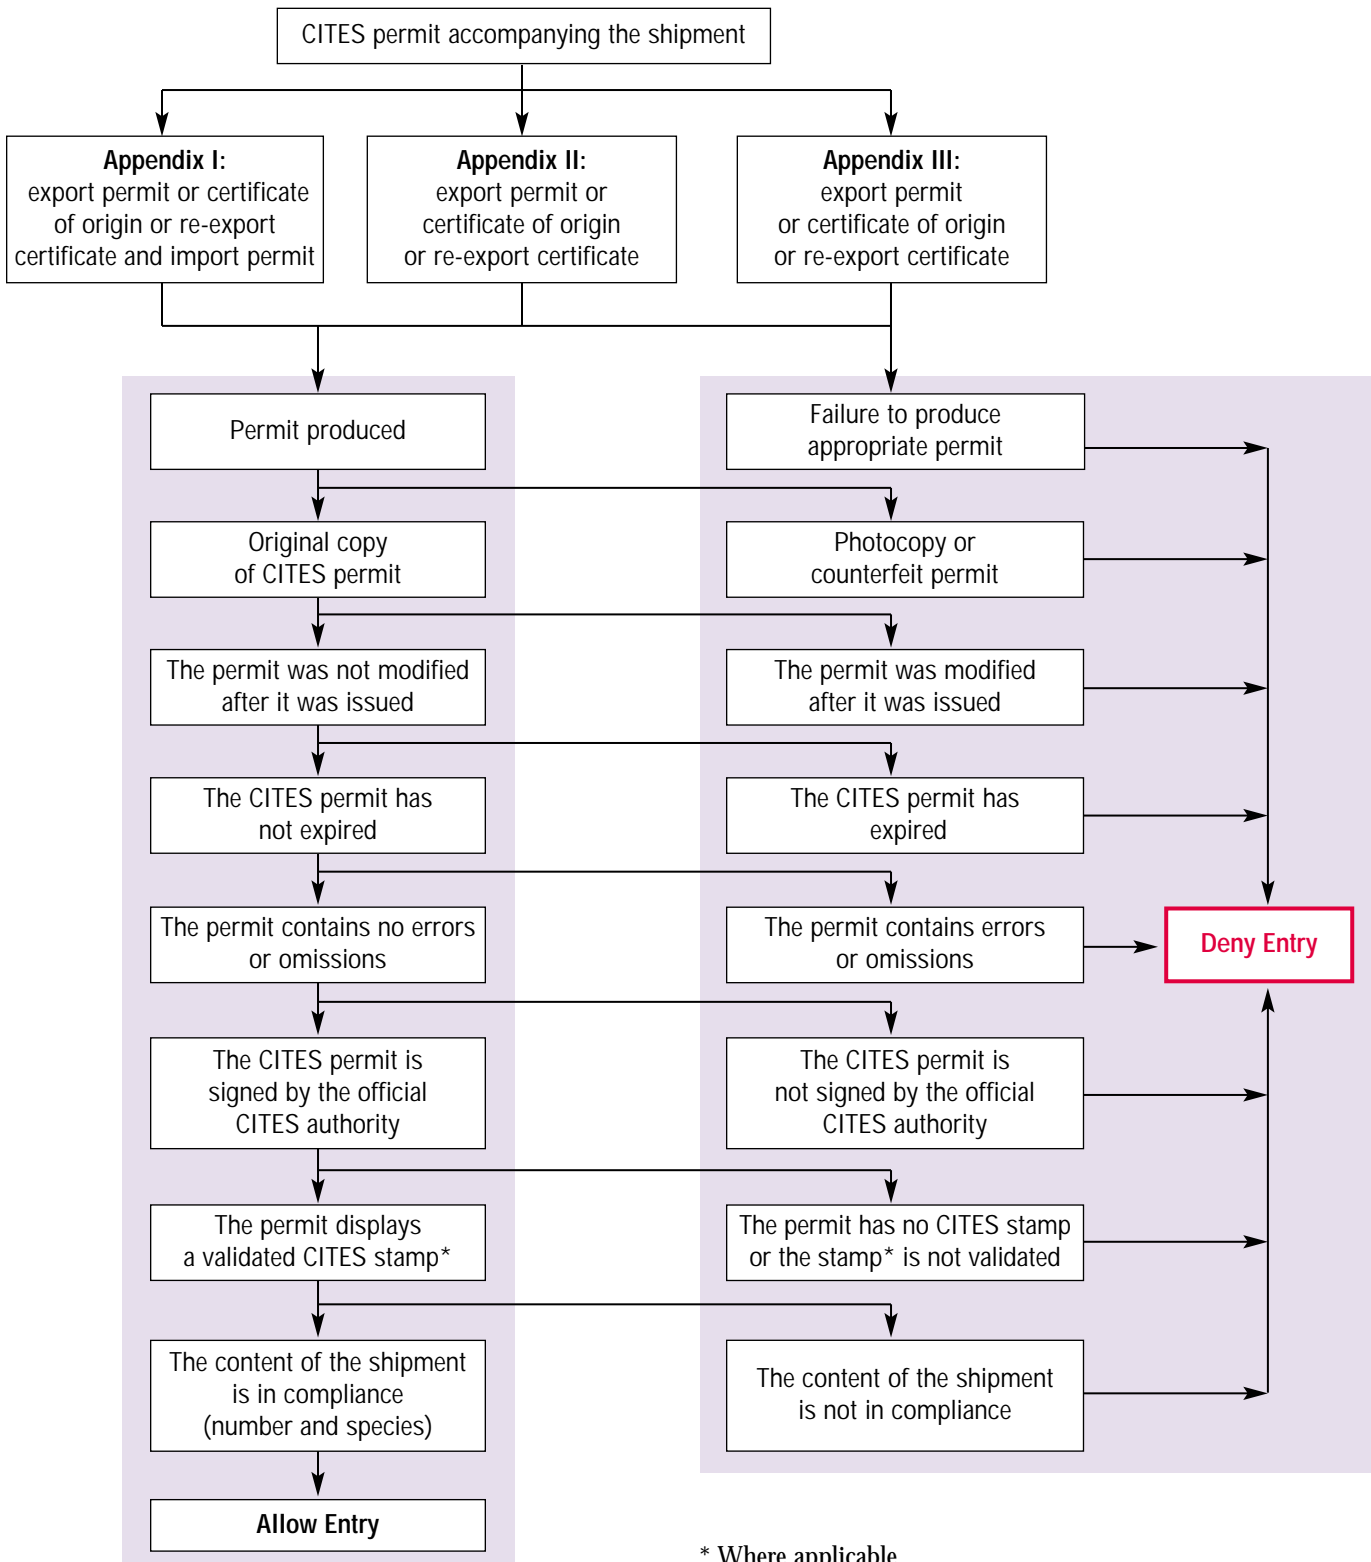 CITES permit accompanying the shipment
Appendix I:
export permit or certificate
of origin or re-export
certificate and import permit
Appendix II:
export permit or
certificate of origin
or re-export certificate
Appendix III:
export permit
or certificate of origin
or re-export certificate
Permit produced
Failure to produce
appropriate permit
Original copy
of CITES permit
Photocopy or
counterfeit permit
The permit was not modified
after it was issued
The permit was modified
after it was issued
The CITES permit has
not expired
The CITES permit has
expired
The permit contains no errors
or omissions
The permit contains errors
or omissions
Deny Entry
The CITES permit is
signed by the official
CITES authority
The CITES permit is
not signed by the official
CITES authority
The permit displays
a validated CITES stamp*
The permit has no CITES stamp
or the stamp* is not validated
The content of the shipment
is in compliance
(number and species)
The content of the shipment
is not in compliance
Allow Entry
* Where applicable